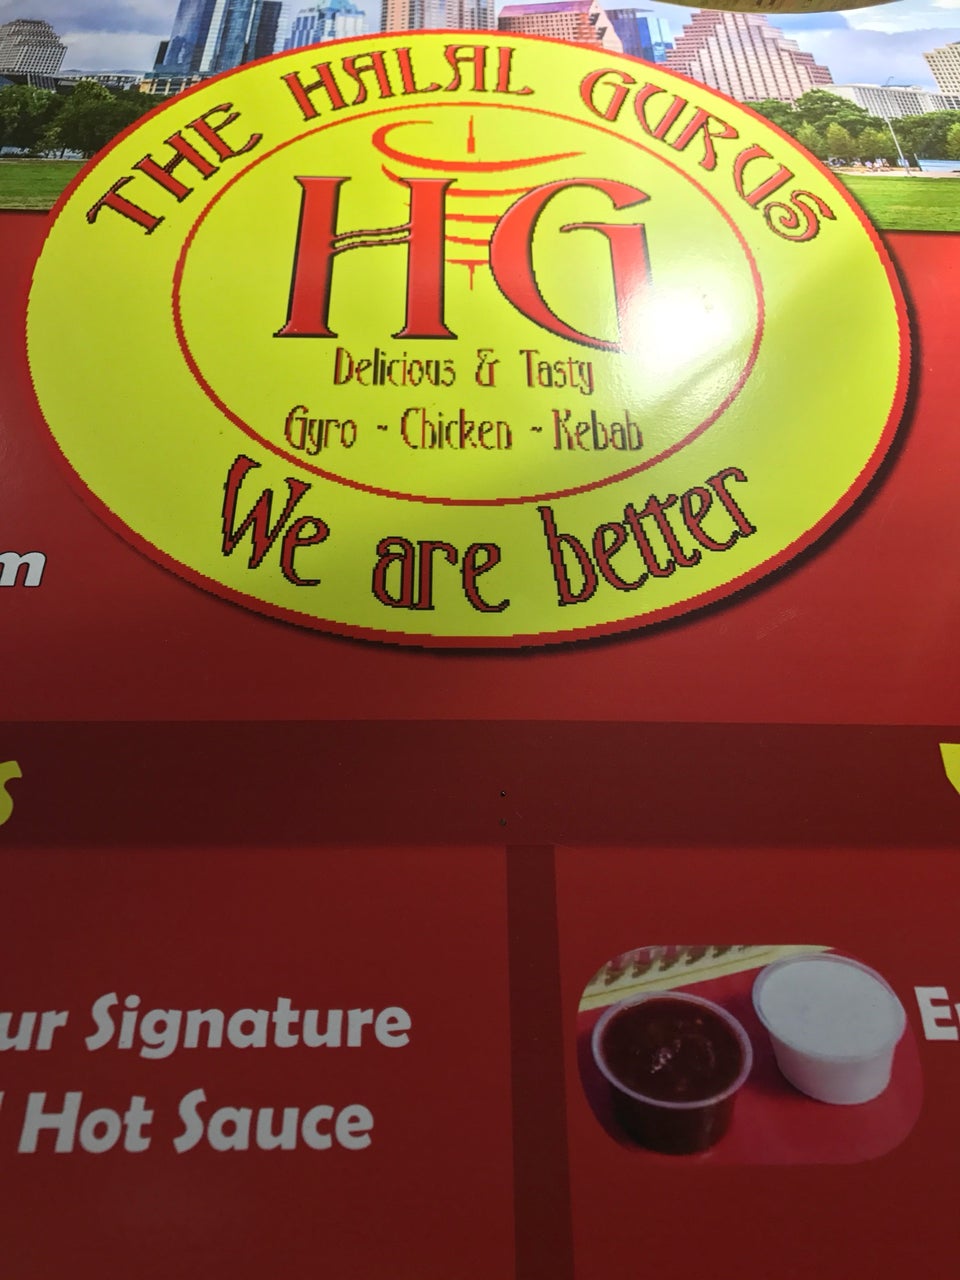 THE HALAL GURUS
HG
Delicious & Tasty
Gyro ~ Chicken ~ Kebab
We are better
m
s
ur Signature
Hot Sauce